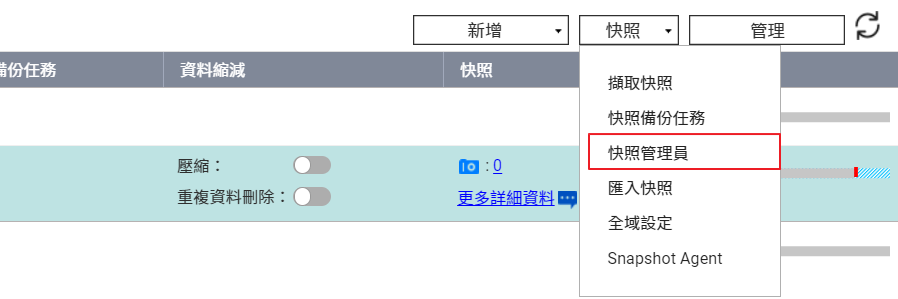 新增 快照 管理
備份任務 資料縮減 快照
擷取快照
快照備份任務
壓縮： : 0
快照管理員
重複資料刪除： 更多詳細資料
匯入快照
全域設定
Snapshot Agent